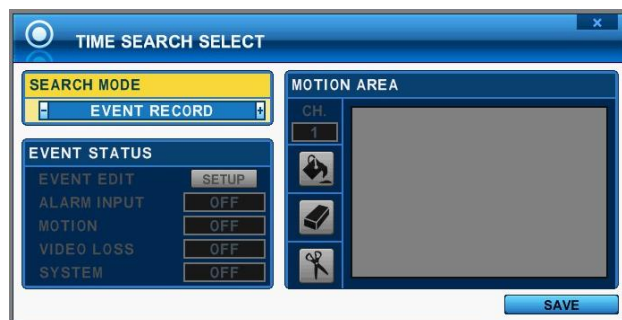 TIME SEARCH SELECT
x
SEARCH MODE
- EVENT RECORD +
EVENT STATUS
EVENT EDIT SETUP
ALARM INPUT OFF
MOTION OFF
VIDEO LOSS OFF
SYSTEM OFF
MOTION AREA
CH.
1
SAVE